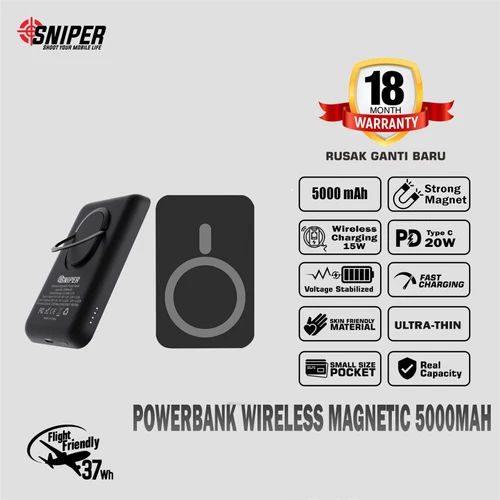 SNIPER
SHOOT YOUR MOBILE LIFE
18
MONTH
WARRANTY
RUSAK GANTI BARU
5000 mAh
Strong
Magnet
Wireless
Charging
15W
PD Type C
20W
Voltage Stabilized
FAST
CHARGING
SKIN FRIENDLY
MATERIAL
ULTRA-THIN
SMALL SIZE
POCKET
Real
Capacity
SNIPER
POWERBANK WIRELESS MAGNETIC 5000MAH
Flight
Friendly
37Wh